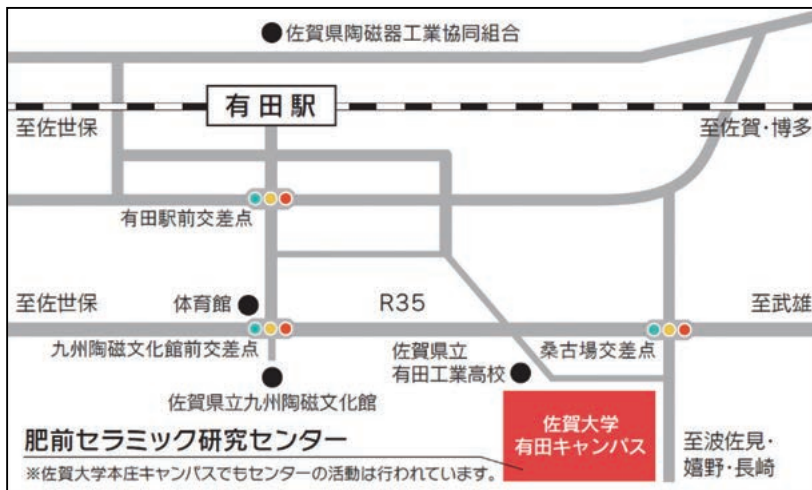 佐賀県陶磁器工業協同組合
有田駅
至佐世保
至佐賀・博多
有田駅前交差点
至佐世保
体育館
R35
至武雄
九州陶磁文化館前交差点
佐賀県立
有田工業高校
桑古場交差点
佐賀県立九州陶磁文化館
佐賀大学
有田キャンパス
肥前セラミック研究センター
※佐賀大学本庄キャンパスでもセンターの活動は行われています。
至波佐見・
嬉野・長崎